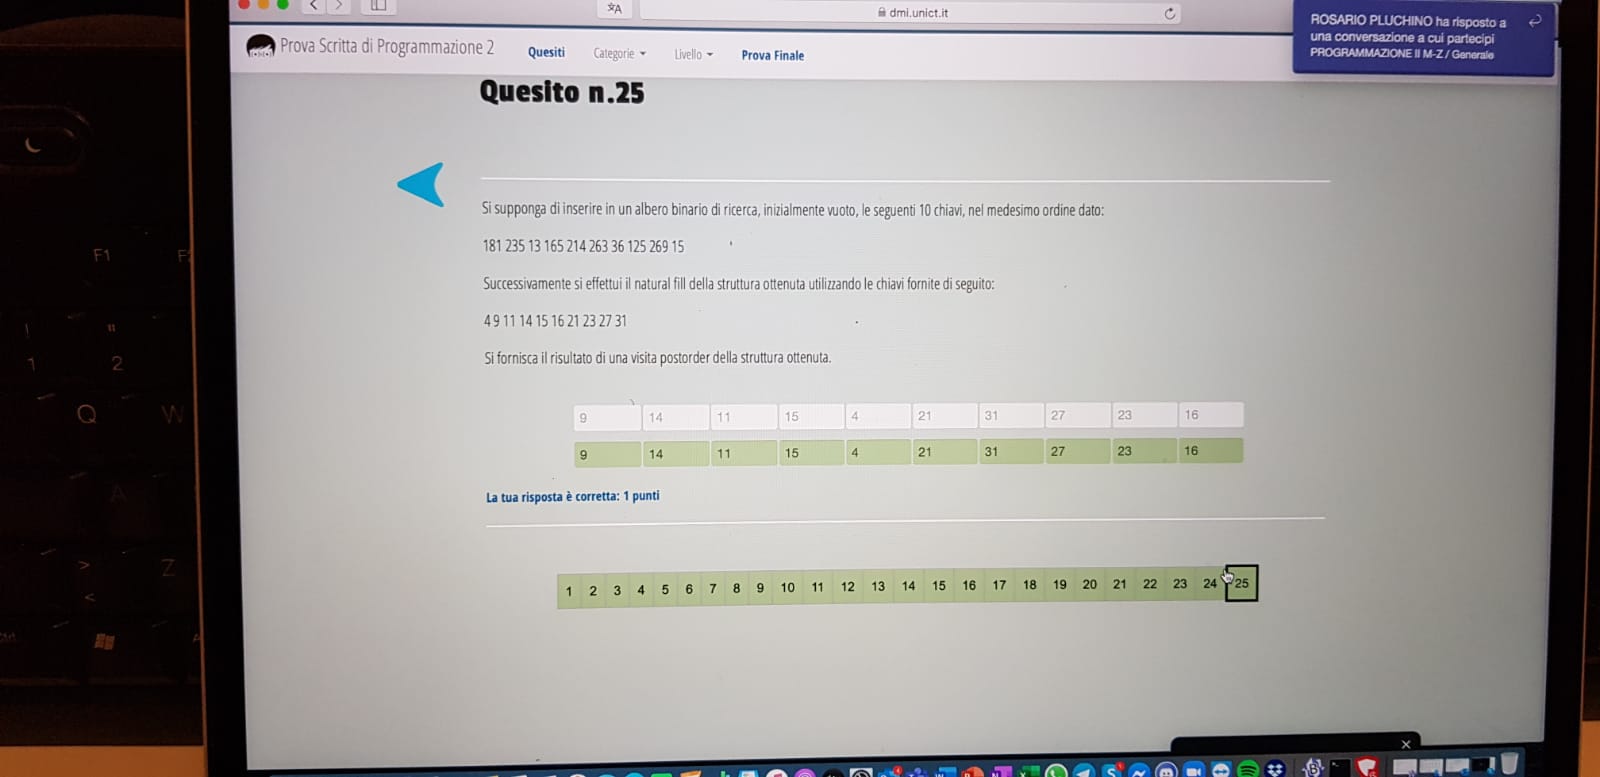 dmi.unict.it
ROSARIO PLUCHINO ha risposto a
una conversazione a cui partecipi
PROGRAMMAZIONE II M-Z / Generale
Prova Scritta di Programmazione 2
Quesiti
Categorie
Livello
Prova Finale
Quesito n.25
Si supponga di inserire in un albero binario di ricerca, inizialmente vuoto, le seguenti 10 chiavi, nel medesimo ordine dato:
181 235 13 165 214 263 36 125 269 15
Successivamente si effettui il natural fill della struttura ottenuta utilizzando le chiavi fornite di seguito:
4 9 11 14 15 16 21 23 27 31
Si fornisca il risultato di una visita postorder della struttura ottenuta.
9 14 11 15 4 21 31 27 23 16
9 14 11 15 4 21 31 27 23 16
La tua risposta è corretta: 1 punti
1 2 3 4 5 6 7 8 9 10 11 12 13 14 15 16 17 18 19 20 21 22 23 24 25
F1
1
2
Q
W
A
Z